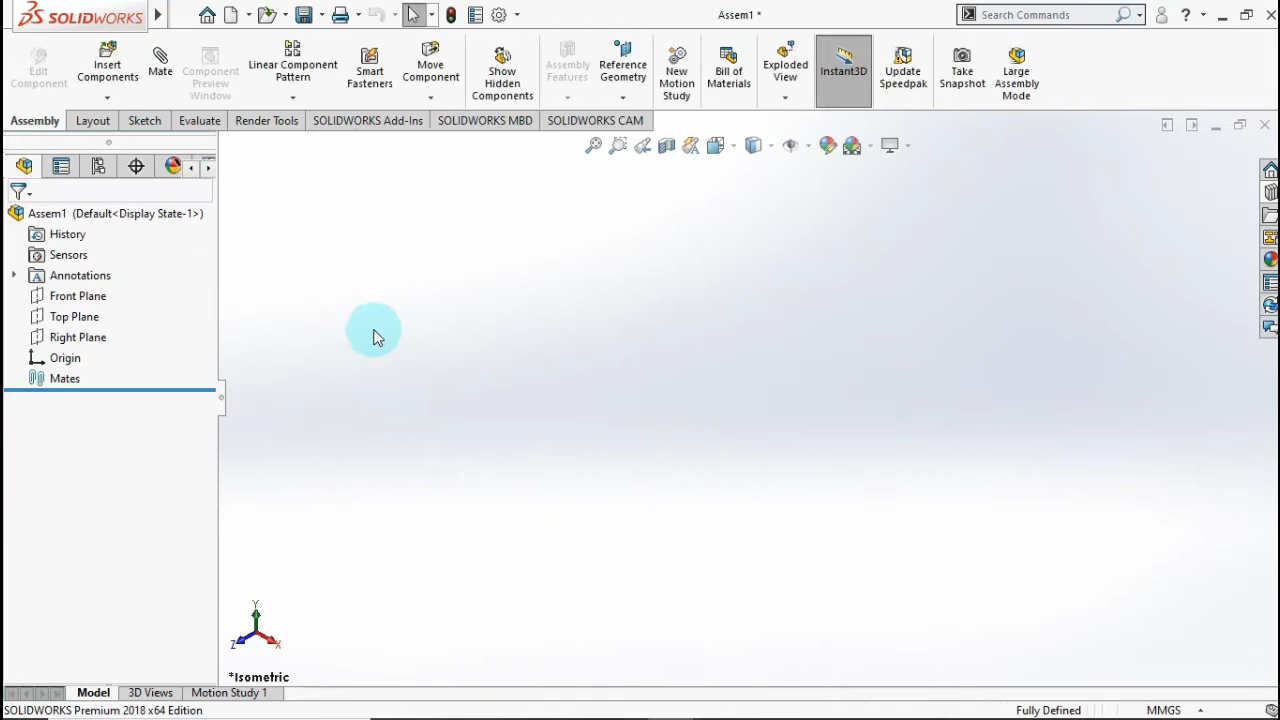 SOLIDWORKS
Assem1 *
Search Commands
?
Edit
Component
Insert
Components
Mate
Component
Preview
Window
Linear Component
Pattern
Smart
Fasteners
Move
Component
Show
Hidden
Components
Assembly
Features
Reference
Geometry
New
Motion
Study
Bill of
Materials
Exploded
View
Instant3D
Update
Speedpak
Take
Snapshot
Large
Assembly
Mode
Assembly
Layout
Sketch
Evaluate
Render Tools
SOLIDWORKS Add-Ins
SOLIDWORKS MBD
SOLIDWORKS CAM
Assem1 (Default<Display State-1>)
History
Sensors
A Annotations
Front Plane
Top Plane
Right Plane
Origin
Mates
Y
Z
X
*Isometric
Model
3D Views
Motion Study 1
SOLIDWORKS Premium 2018 x64 Edition
Fully Defined
MMGS